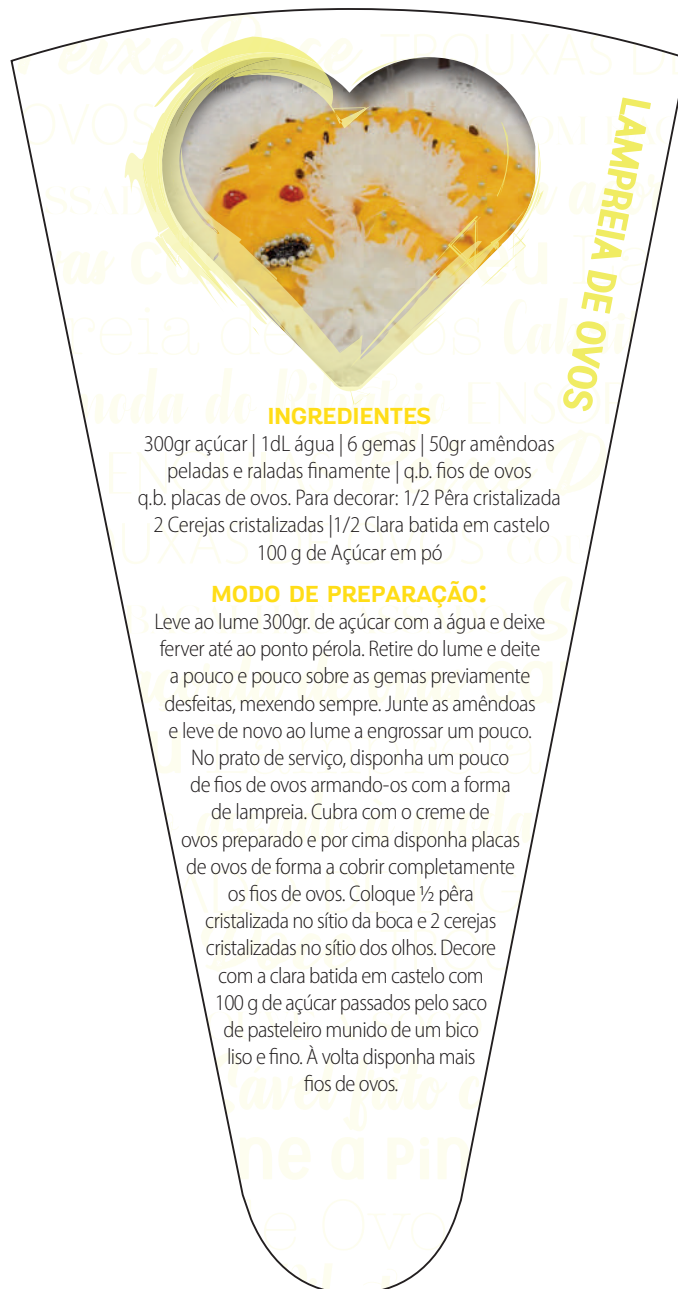 LAMPREIA DE OVOS
INGREDIENTES
300gr açúcar | 1dL água | 6 gemas | 50gr amêndoas
peladas e raladas finamente | q.b. fios de ovos
q.b. placas de ovos. Para decorar: 1/2 Pêra cristalizada
2 Cerejas cristalizadas |1/2 Clara batida em castelo
100 g de Açúcar em pó
MODO DE PREPARAÇÃO:
Leve ao lume 300gr. de açúcar com a água e deixe
ferver até ao ponto pérola. Retire do lume e deite
a pouco e pouco sobre as gemas previamente
desfeitas, mexendo sempre. Junte as amêndoas
e leve de novo ao lume a engrossar um pouco.
No prato de serviço, disponha um pouco
de fios de ovos armando-os com a forma
de lampreia. Cubra com o creme de
ovos preparado e por cima disponha placas
de ovos de forma a cobrir completamente
os fios de ovos. Coloque ½ pêra
cristalizada no sítio da boca e 2 cerejas
cristalizadas no sítio dos olhos. Decore
com a clara batida em castelo com
100 g de açúcar passados pelo saco
de pasteleiro munido de um bico
liso e fino. À volta disponha mais
fios de ovos.